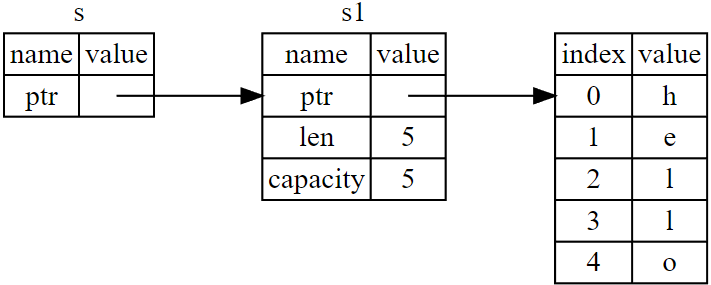 s
name value
ptr
s1
name value
ptr
len 5
capacity 5
index value
0 h
1 e
2 l
3 l
4 o